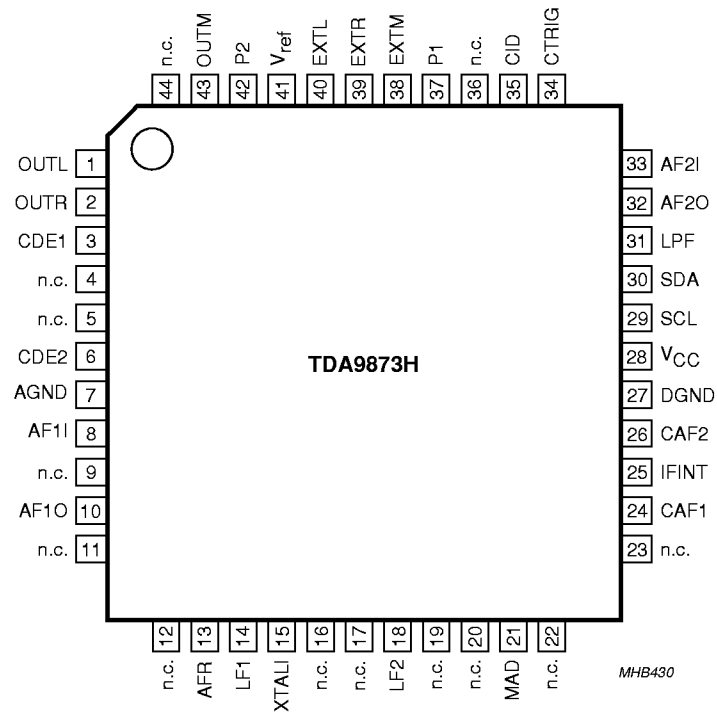 n.c. OUTM P2 Vref EXTL EXTR EXTM P1 n.c. CID CTRIG
44 43 42 41 40 39 38 37 36 35 34
OUTL 1
OUTR 2
CDE1 3
n.c. 4
n.c. 5
CDE2 6
AGND 7
AF1I 8
n.c. 9
AF1O 10
n.c. 11
TDA9873H
33 AF2I
32 AF2O
31 LPF
30 SDA
29 SCL
28 VCC
27 DGND
26 CAF2
25 IFINT
24 CAF1
23 n.c.
12 13 14 15 16 17 18 19 20 21 22
n.c. AFR LF1 XTALI n.c. n.c. LF2 n.c. n.c. MAD n.c.
MHB430